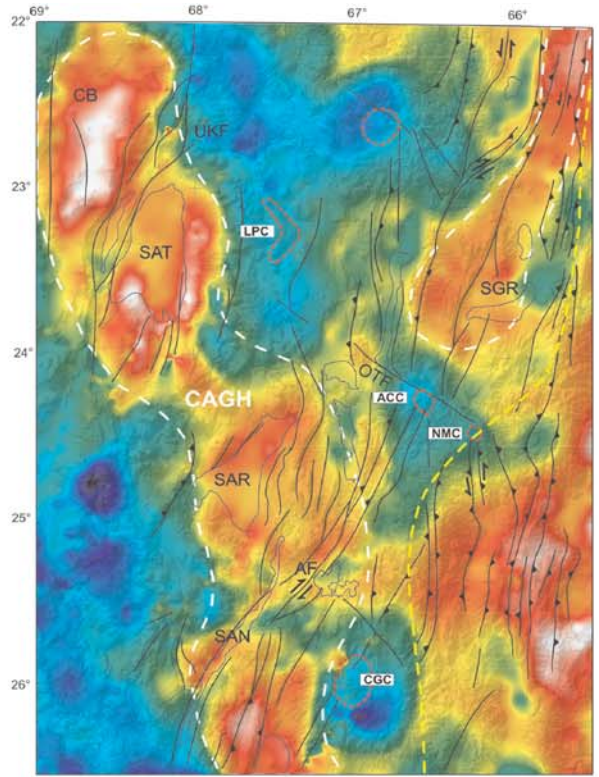 69° 68° 67° 66°
22°
CB
UKF
23°
LPC
SAT
SGR
24°
OTF
CAGH
ACC
NMC
SAR
25°
AF
SAN
CGC
26°